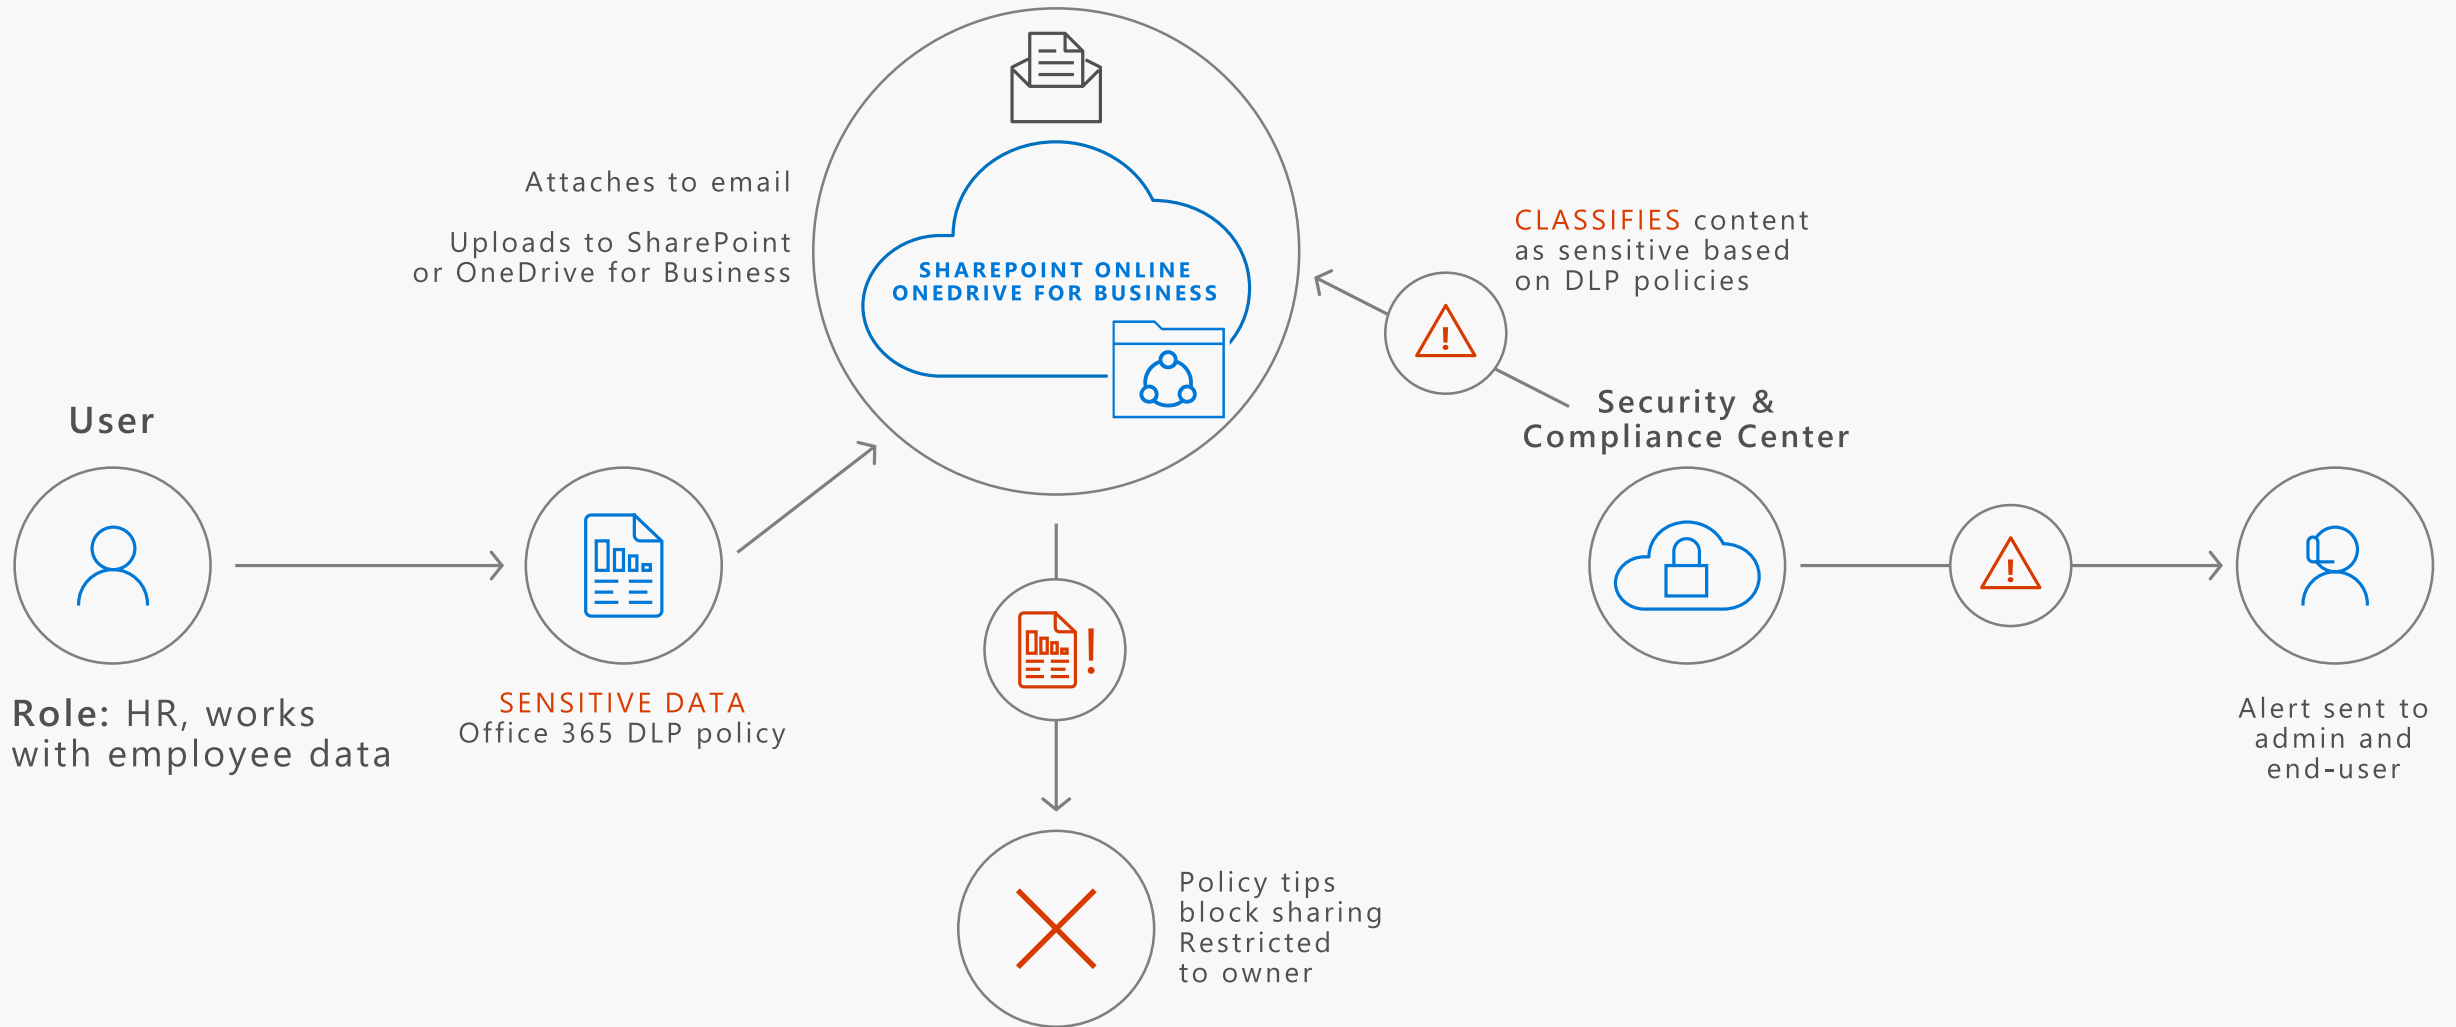 Attaches to email
Uploads to SharePoint
or OneDrive for Business
SHAREPOINT ONLINE
ONEDRIVE FOR BUSINESS
CLASSIFIES content
as sensitive based
on DLP policies
User
Security &
Compliance Center
Role: HR, works
with employee data
SENSITIVE DATA
Office 365 DLP policy
Alert sent to
admin and
end-user
Policy tips
block sharing
Restricted
to owner